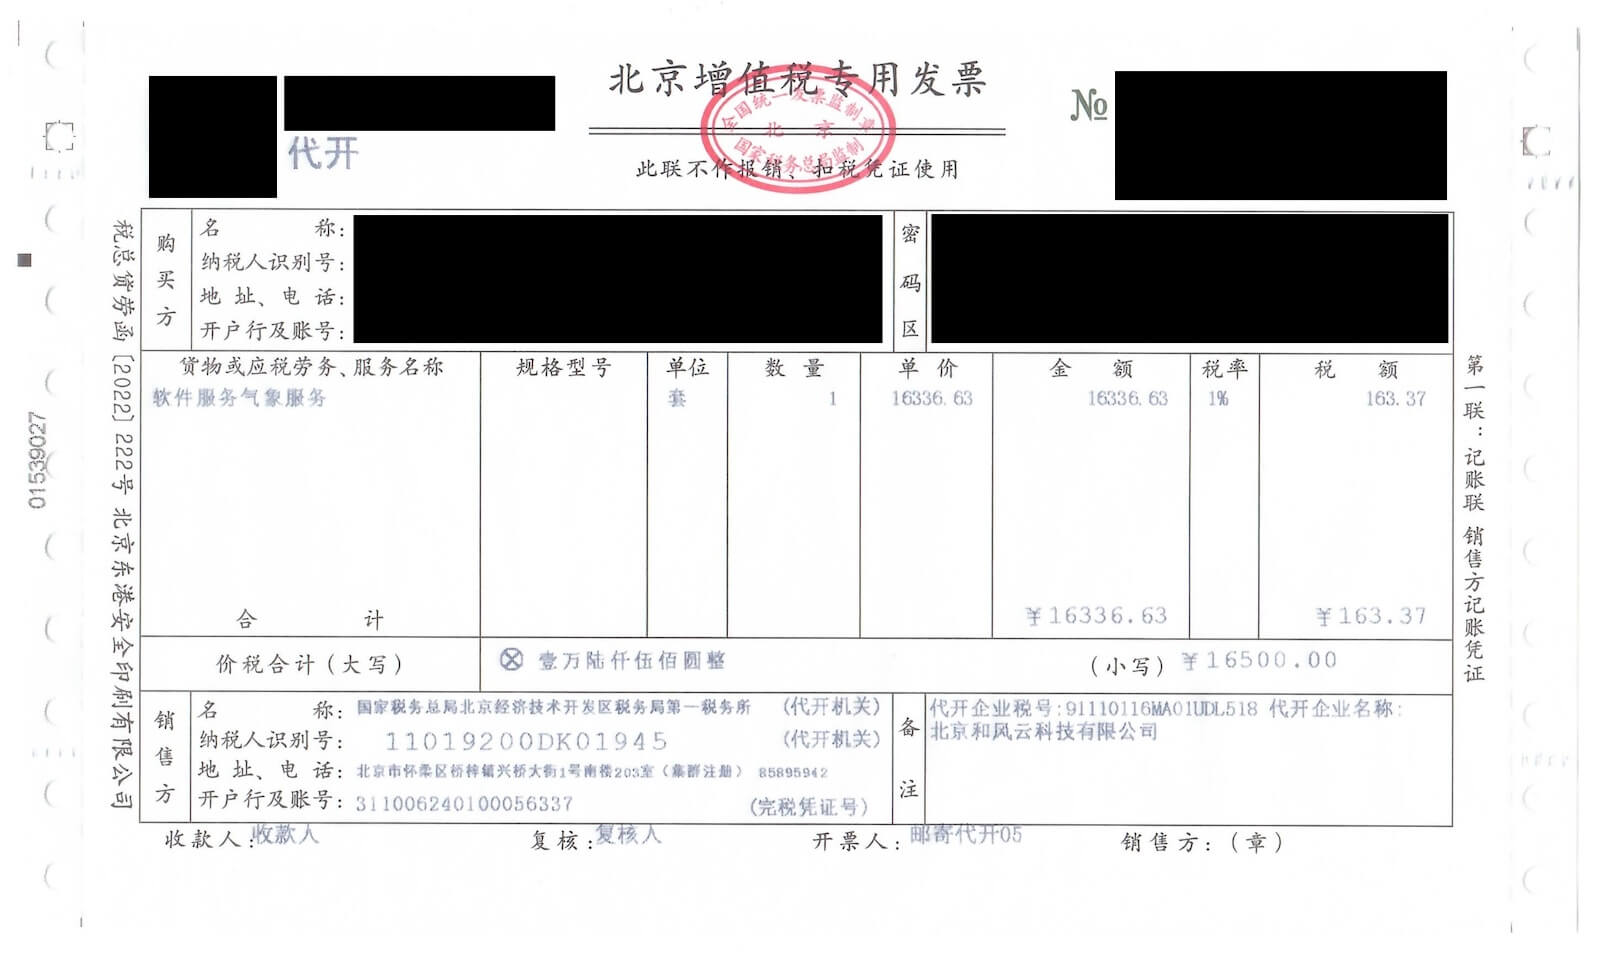 北京增值税专用发票
No
代开
全国统一发票监制章
北京
国家税务总局监制
此联不作报销、扣税凭证使用
购买方
名称:
纳税人识别号:
地址、电话:
开户行及账号:
密码区
货物或应税劳务、服务名称 规格型号 单位 数量 单价 金额 税率 税额
软件服务气象服务 套 1 16336.63 16336.63 1% 163.37
合计 ¥16336.63 ¥163.37
价税合计(大写) ⊗ 壹万陆仟伍佰圆整 (小写) ¥16500.00
销售方
名称: 国家税务总局北京经济技术开发区税务局第一税务所 (代开机关)
纳税人识别号: 11019200DK01945 (代开机关)
地址、电话: 北京市怀柔区桥梓镇兴桥大街1号南楼203室(集群注册) 85895942
开户行及账号: 311006240100056337 (完税凭证号)
备注
代开企业税号:91110116MA01UDL518 代开企业名称:
北京和风云科技有限公司
收款人:收款人 复核:复核人 开票人:邮寄代开05 销售方:(章)
税总货劳函〔2022〕222号 北京东港安全印刷有限公司
01539027
第一联:记账联 销售方记账凭证